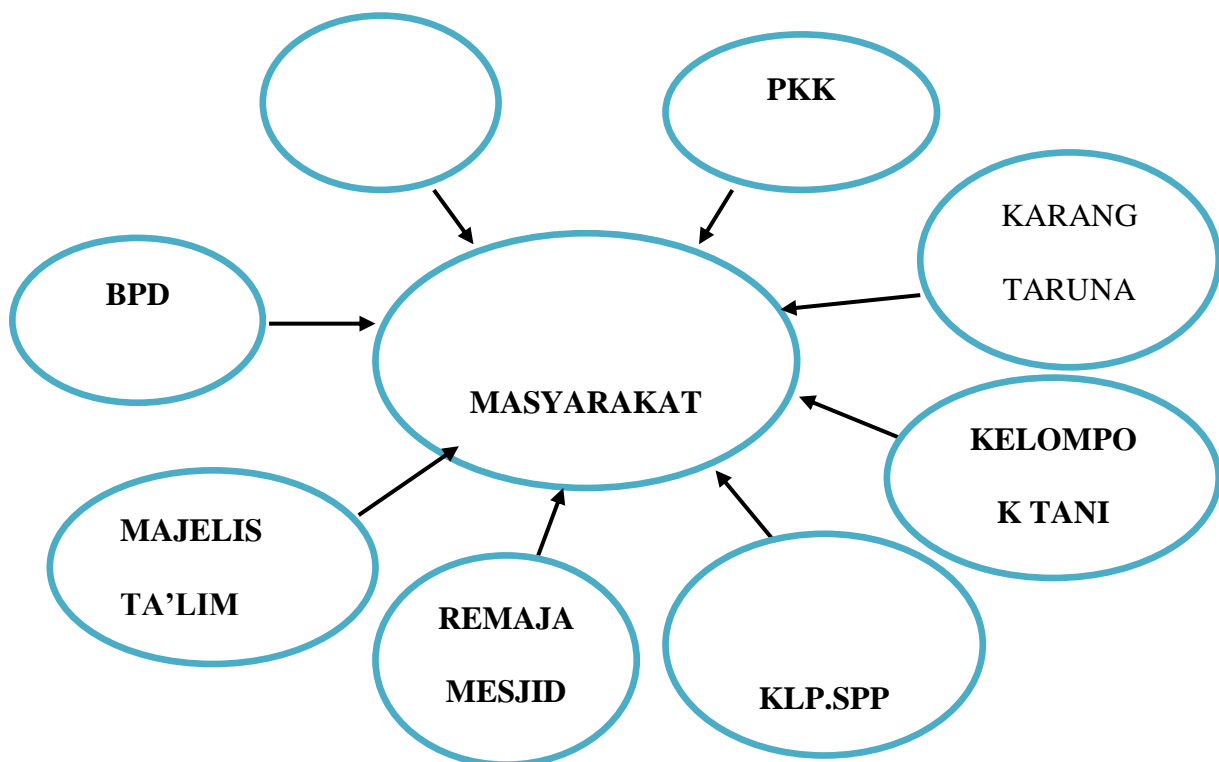 PKK
KARANG
TARUNA
BPD
MASYARAKAT
KELOMPO
K TANI
MAJELIS
TA’LIM
REMAJA
MESJID
KLP.SPP